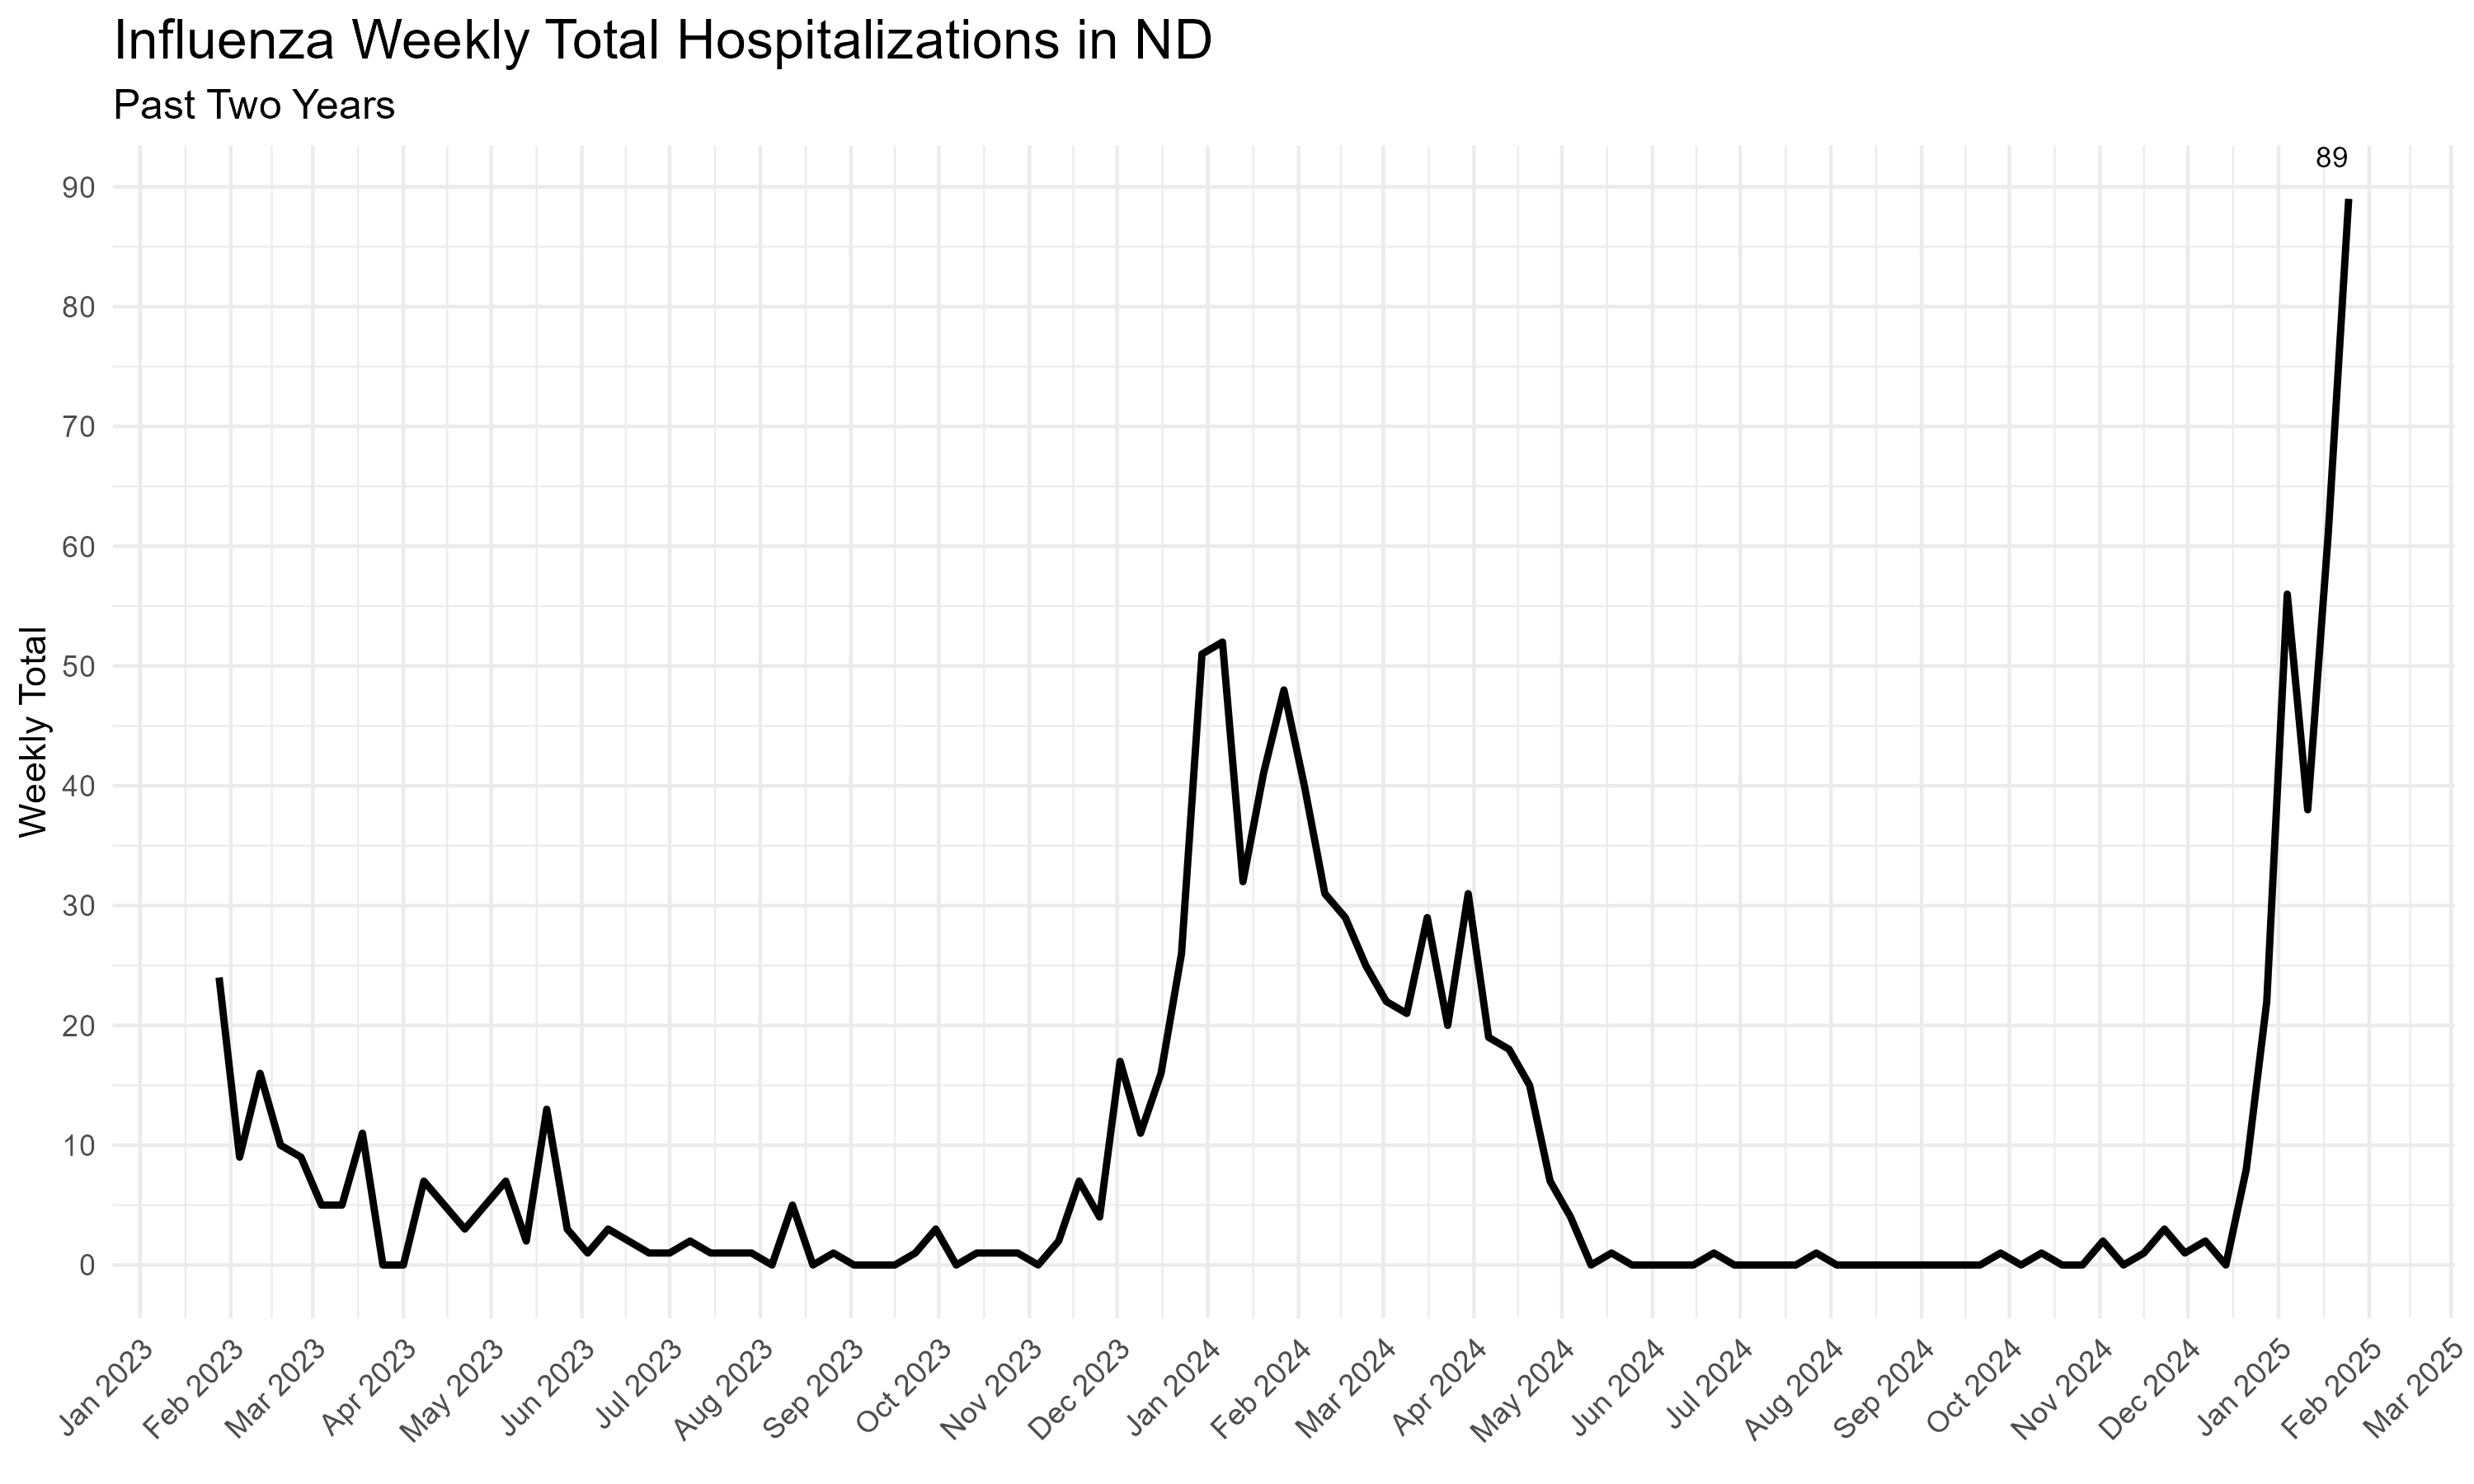 Influenza Weekly Total Hospitalizations in ND
Past Two Years
89
90
80
70
60
50
40
30
20
10
0
Weekly Total
Jan 2023
Feb 2023
Mar 2023
Apr 2023
May 2023
Jun 2023
Jul 2023
Aug 2023
Sep 2023
Oct 2023
Nov 2023
Dec 2023
Jan 2024
Feb 2024
Mar 2024
Apr 2024
May 2024
Jun 2024
Jul 2024
Aug 2024
Sep 2024
Oct 2024
Nov 2024
Dec 2024
Jan 2025
Feb 2025
Mar 2025